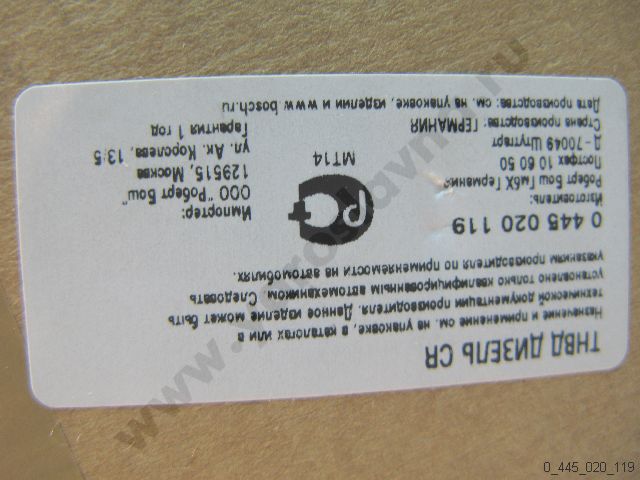 ТНВД ДИЗЕЛЬ CR
Назначение и применение см. на упаковке, в каталогах или в
технической документации производителя. Данное изделие может быть
установлено только квалифицированным автомехаником. Следовать
указаниям производителя по применяемости на автомобилях.
0 445 020 119
Изготовитель:
Роберт Бош ГмбХ Германия
Постфах 10 60 50
Д -70049 Штутгарт
Страна производства: ГЕРМАНИЯ
Дата производства: см. на упаковке, изделии и www.bosch.ru
РС
МТ14
Импортер:
ООО "Роберт Бош"
129515, Москва
ул. Ак. Королева, 13/5
Гарантия 1 год
0_445_020_119